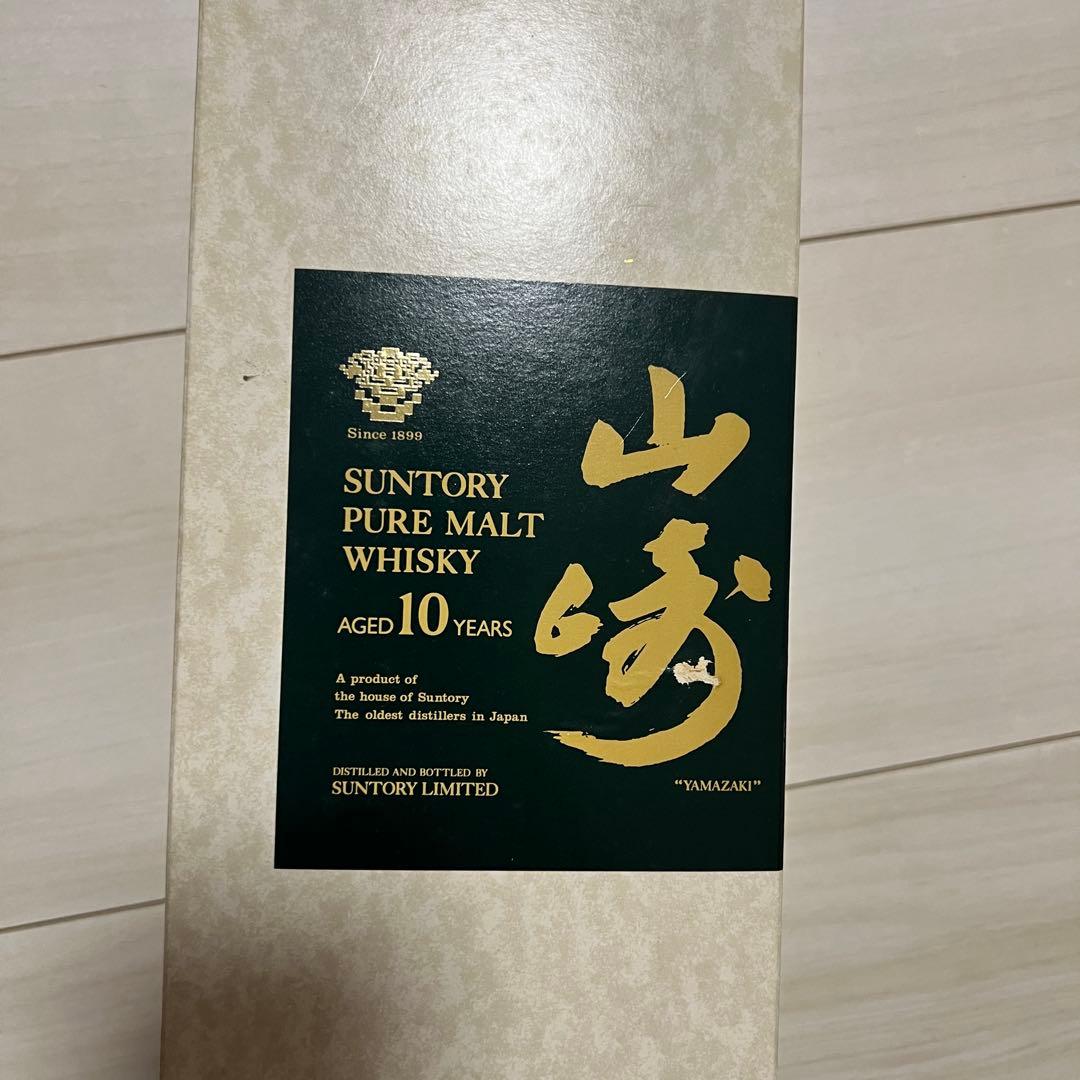 Since 1899
SUNTORY
PURE MALT
WHISKY
AGED 10 YEARS
A product of
the house of Suntory
The oldest distillers in Japan
DISTILLED AND BOTTLED BY
SUNTORY LIMITED
山崎
“YAMAZAKI”